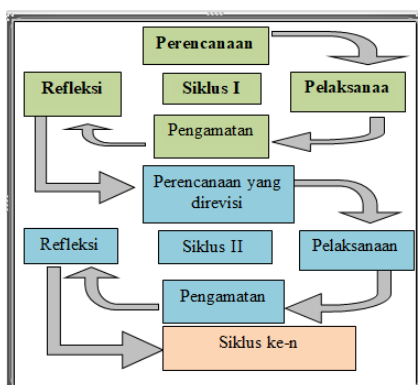 Perencanaan
Refleksi
Siklus I
Pelaksanaa
Pengamatan
Perencanaan yang
direvisi
Refleksi
Siklus II
Pelaksanaan
Pengamatan
Siklus ke-n